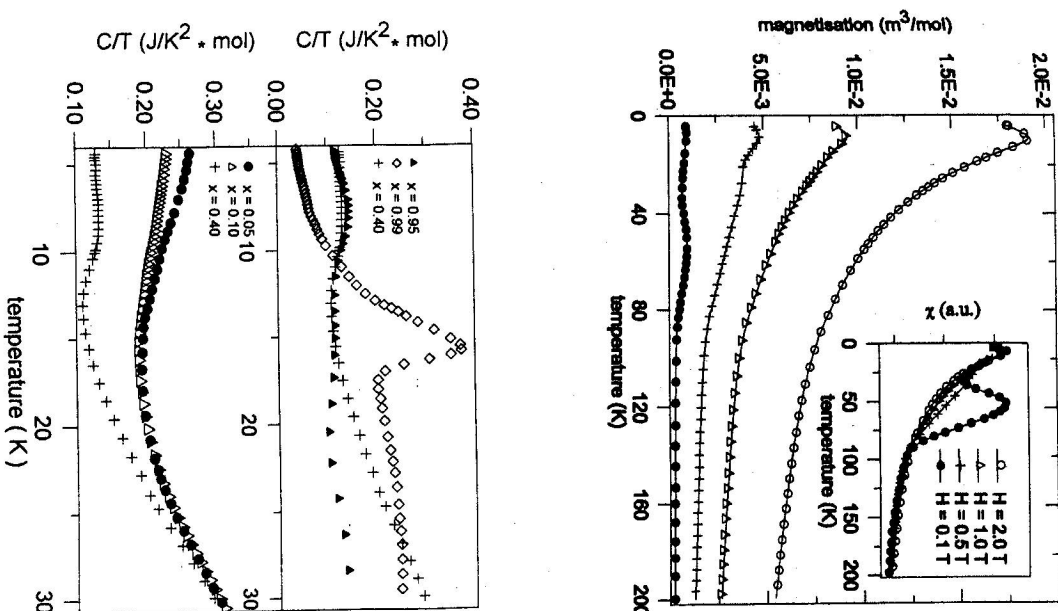 magnetisation (m³/mol)
2.0E-2
1.5E-2
1.0E-2
5.0E-3
0.0E+0
0 40 80 120 160 200
temperature (K)
χ (a.u.)
0 50 100 150 200
temperature (K)
H = 2.0 T
H = 1.0 T
H = 0.5 T
H = 0.1 T
C/T (J/K² * mol)
0.40
0.20
0.00
x = 0.95
x = 0.99
x = 0.40
10 20 30
C/T (J/K² * mol)
0.30
0.20
0.10
x = 0.05
x = 0.10
x = 0.40
10 20 30
temperature ( K )